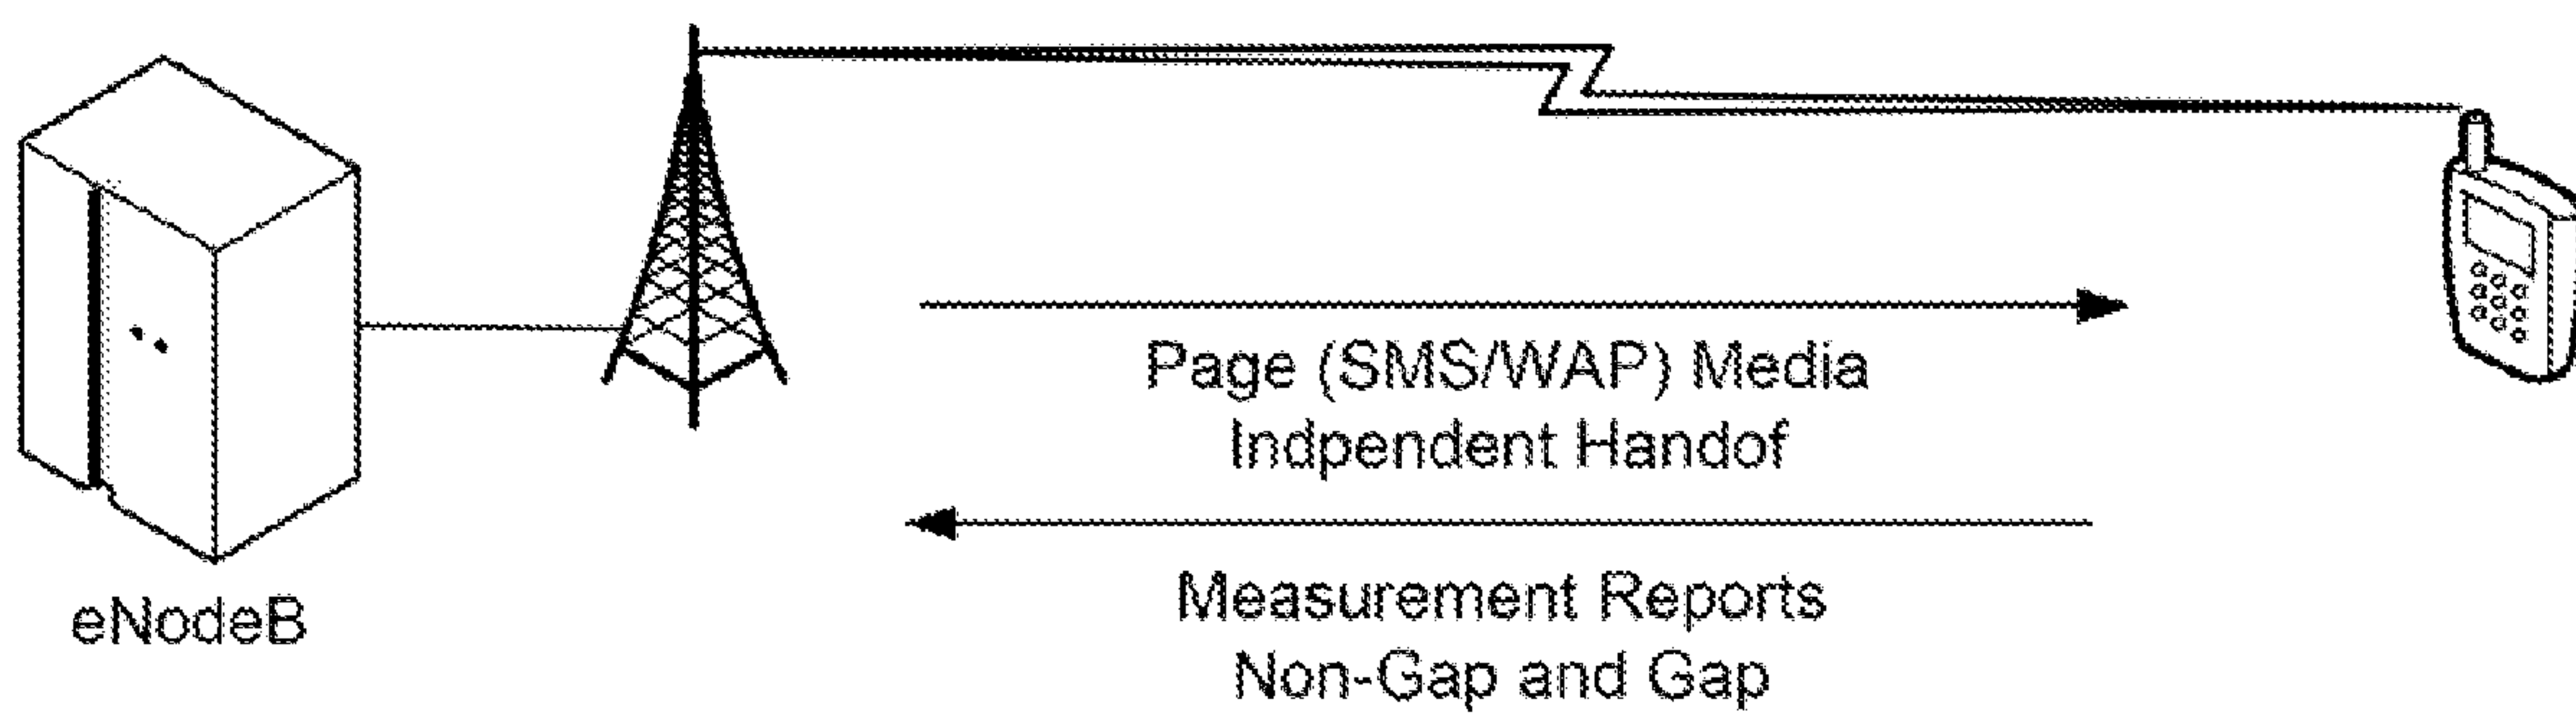 Page (SMS/WAP) Media
Indpendent Handof
eNodeB
Measurement Reports
Non-Gap and Gap